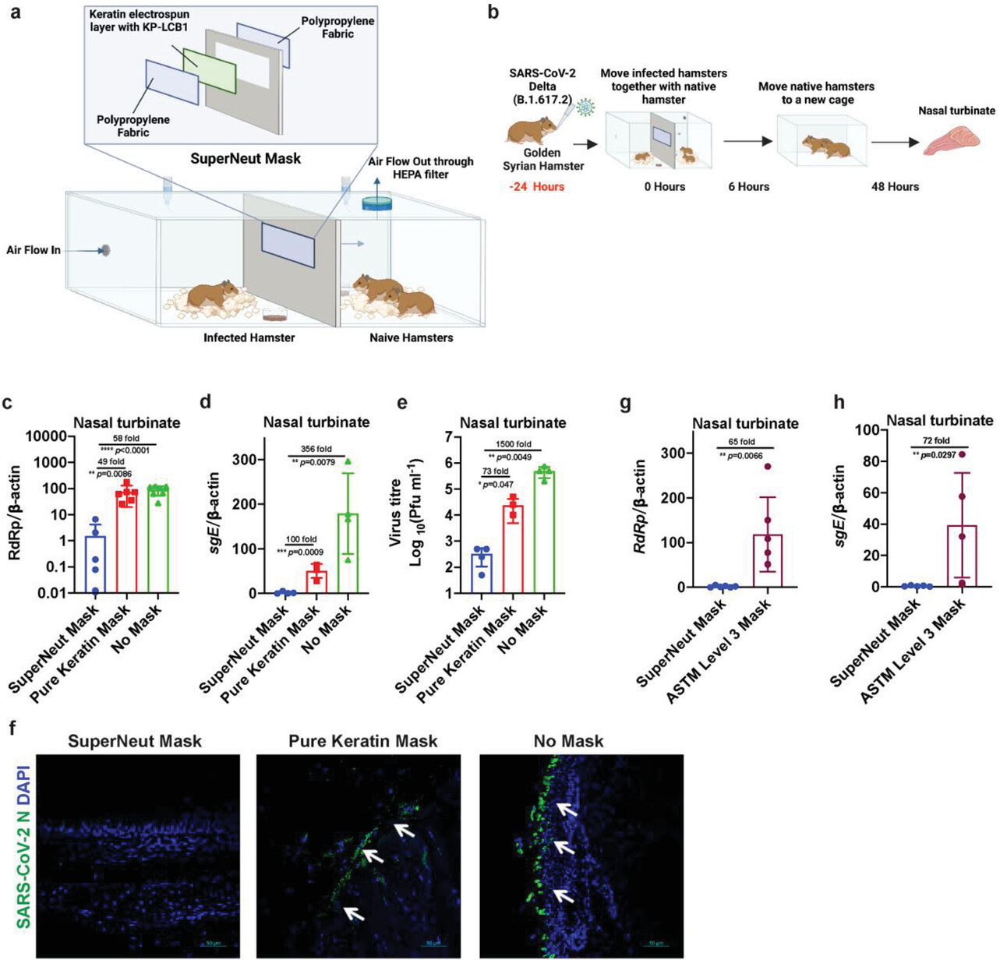 a
Keratin electrospun
layer with KP-LCB1
Polypropylene
Fabric
Polypropylene
Fabric
SuperNeut Mask
Air Flow Out through
HEPA filter
Air Flow In
Infected Hamster
Naive Hamsters
b
SARS-CoV-2
Delta
(B.1.617.2)
Golden
Syrian Hamster
-24 Hours
Move infected hamsters
together with native
hamster
0 Hours
6 Hours
Move native hamsters
to a new cage
48 Hours
Nasal turbinate
c
Nasal turbinate
RdRp/β-actin
10000
1000
100
10
1
0.1
0.01
58 fold
**** p<0.0001
49 fold
** p=0.0086
SuperNeut Mask
Pure Keratin Mask
No Mask
d
Nasal turbinate
sgE/β-actin
300
200
100
0
356 fold
** p=0.0079
100 fold
*** p=0.0009
SuperNeut Mask
Pure Keratin Mask
No Mask
e
Nasal turbinate
Virus titre
Log 10(Pfu ml-1)
7
6
5
4
3
2
1
1500 fold
** p=0.0049
73 fold
* p=0.047
SuperNeut Mask
Pure Keratin Mask
No Mask
g
Nasal turbinate
RdRp/β-actin
300
200
100
0
65 fold
** p=0.0066
SuperNeut Mask
ASTM Level 3 Mask
h
Nasal turbinate
sgE/β-actin
100
80
60
40
20
0
72 fold
**p=0.0297
SuperNeut Mask
ASTM Level 3 Mask
f
SuperNeut Mask
Pure Keratin Mask
No Mask
SARS-CoV-2 N DAPI
50 µm
50 µm
50 µm